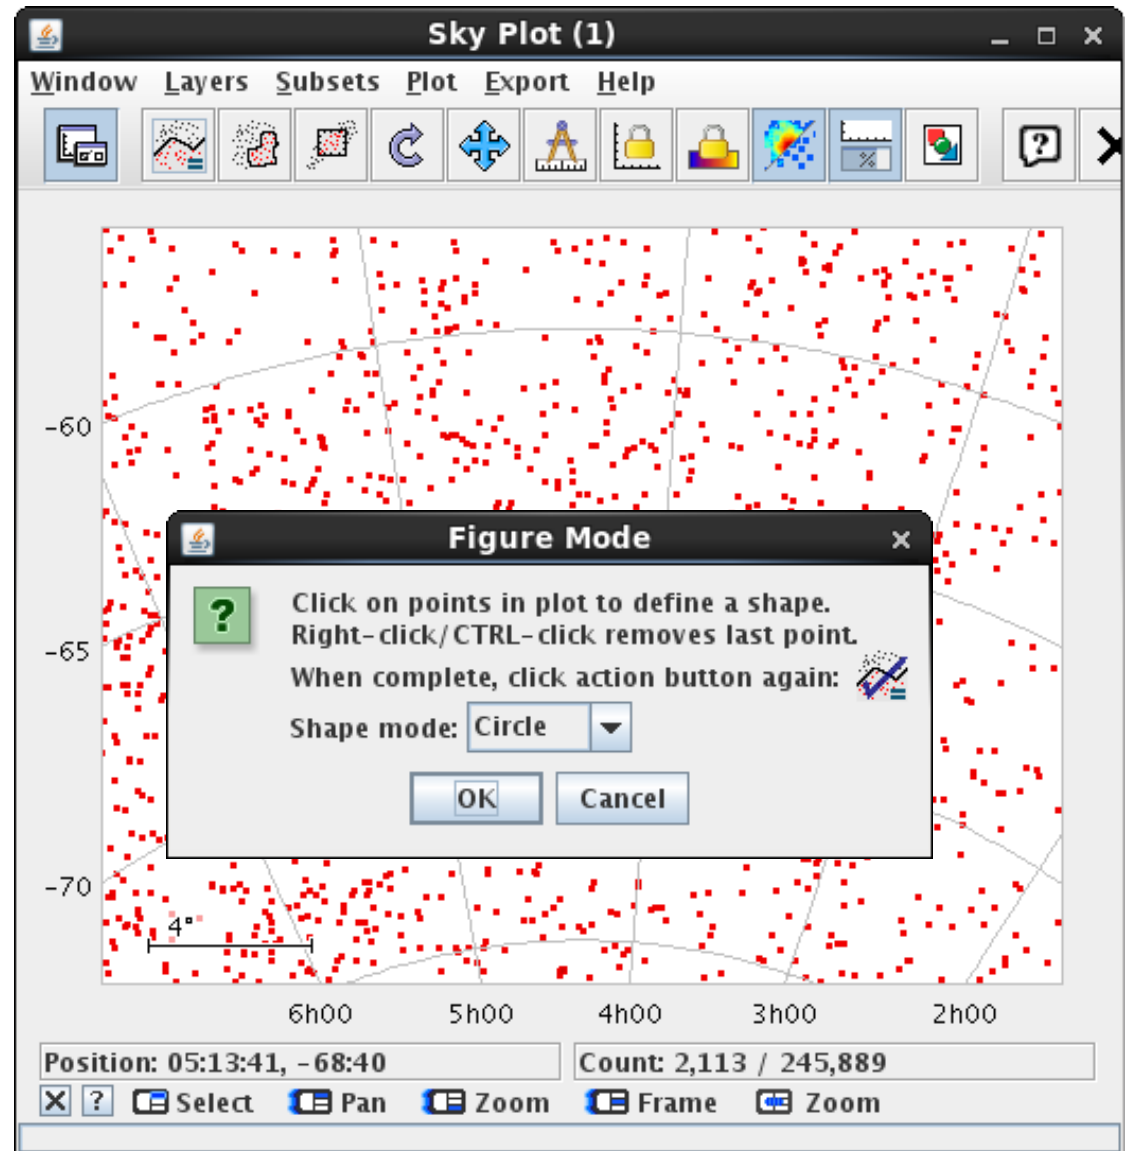 Sky Plot (1)
Window Layers Subsets Plot Export Help
%
?
-60
-65
-70
4°
6h00 5h00 4h00 3h00 2h00
Figure Mode
?
Click on points in plot to define a shape.
Right-click/CTRL-click removes last point.
When complete, click action button again:
Shape mode: Circle
OK Cancel
Position: 05:13:41, -68:40 Count: 2,113 / 245,889
? Select Pan Zoom Frame Zoom